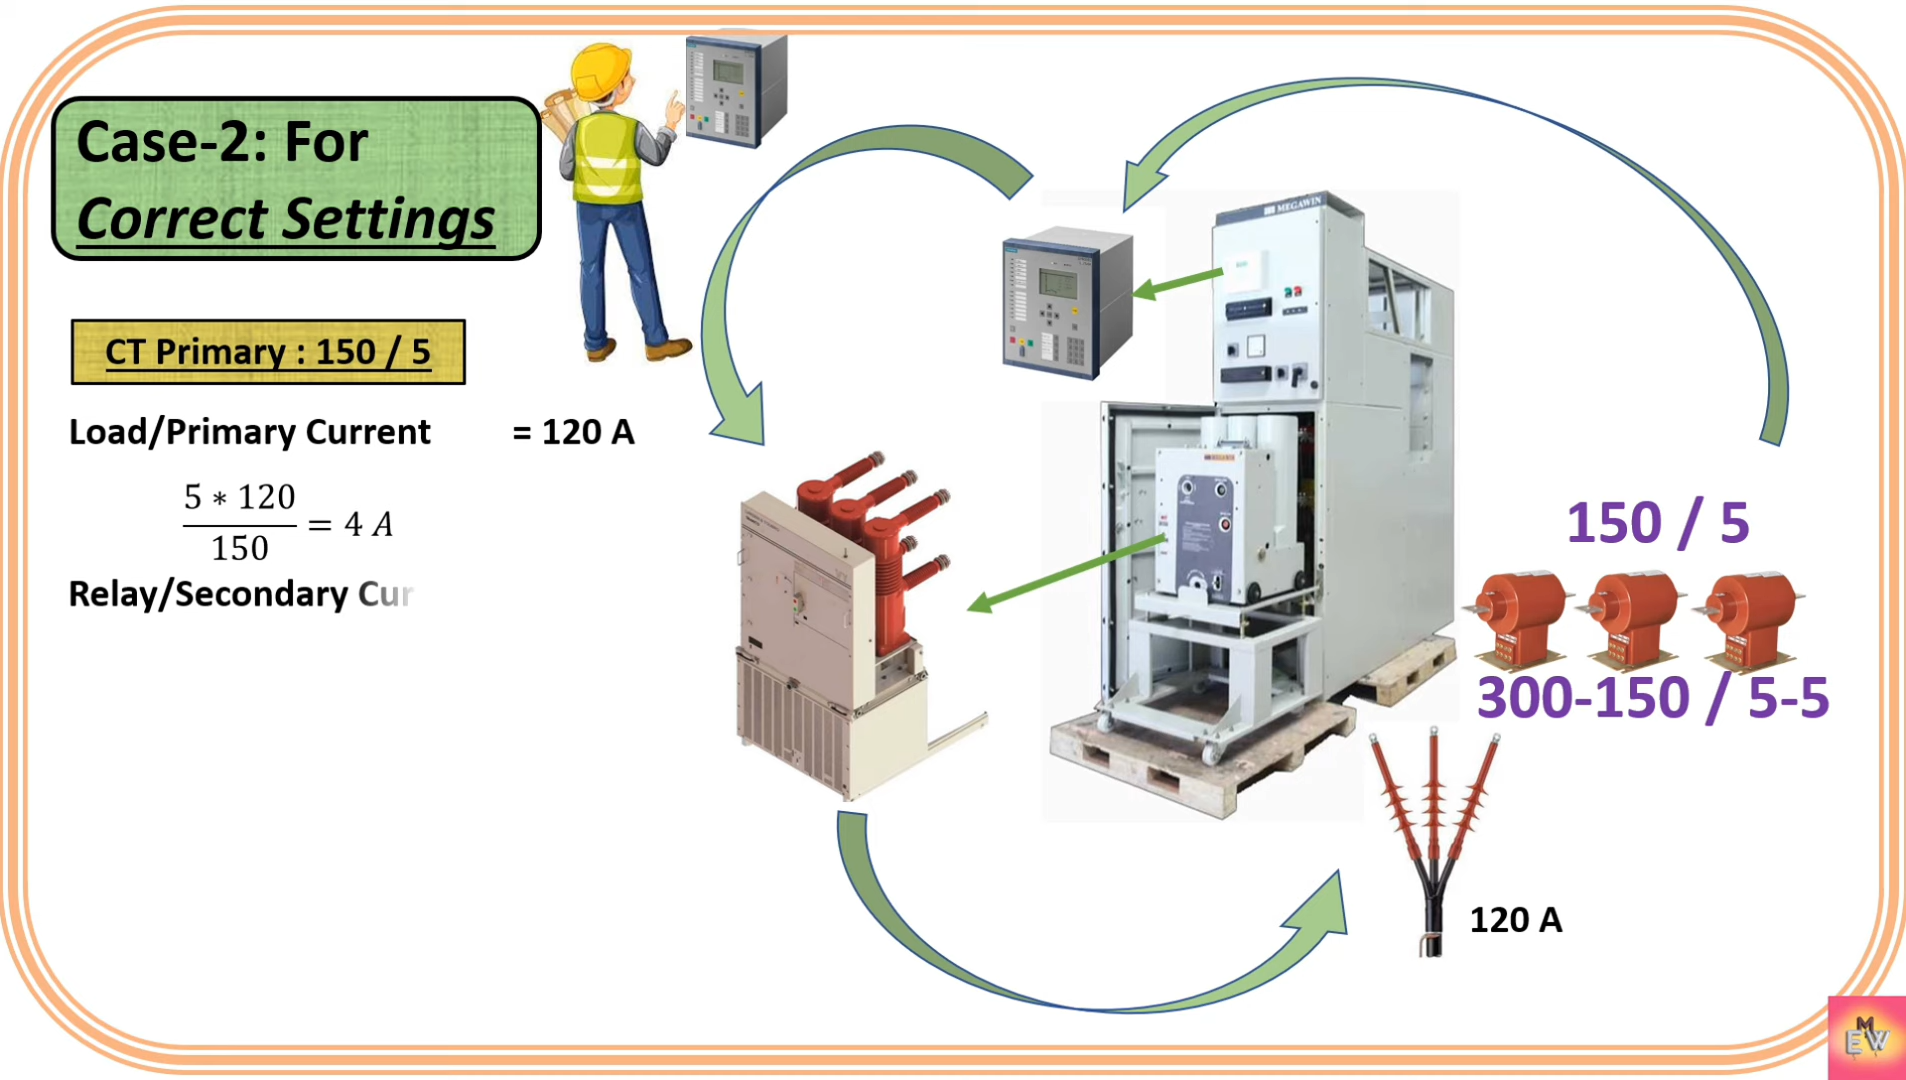 Case-2: For
Correct Settings
CT Primary : 150 / 5
Load/Primary Current = 120 A
5 * 120
/ 150 = 4 A
Relay/Secondary Cur
MEGAWIN
150 / 5
300-150 / 5-5
120 A
M
EW